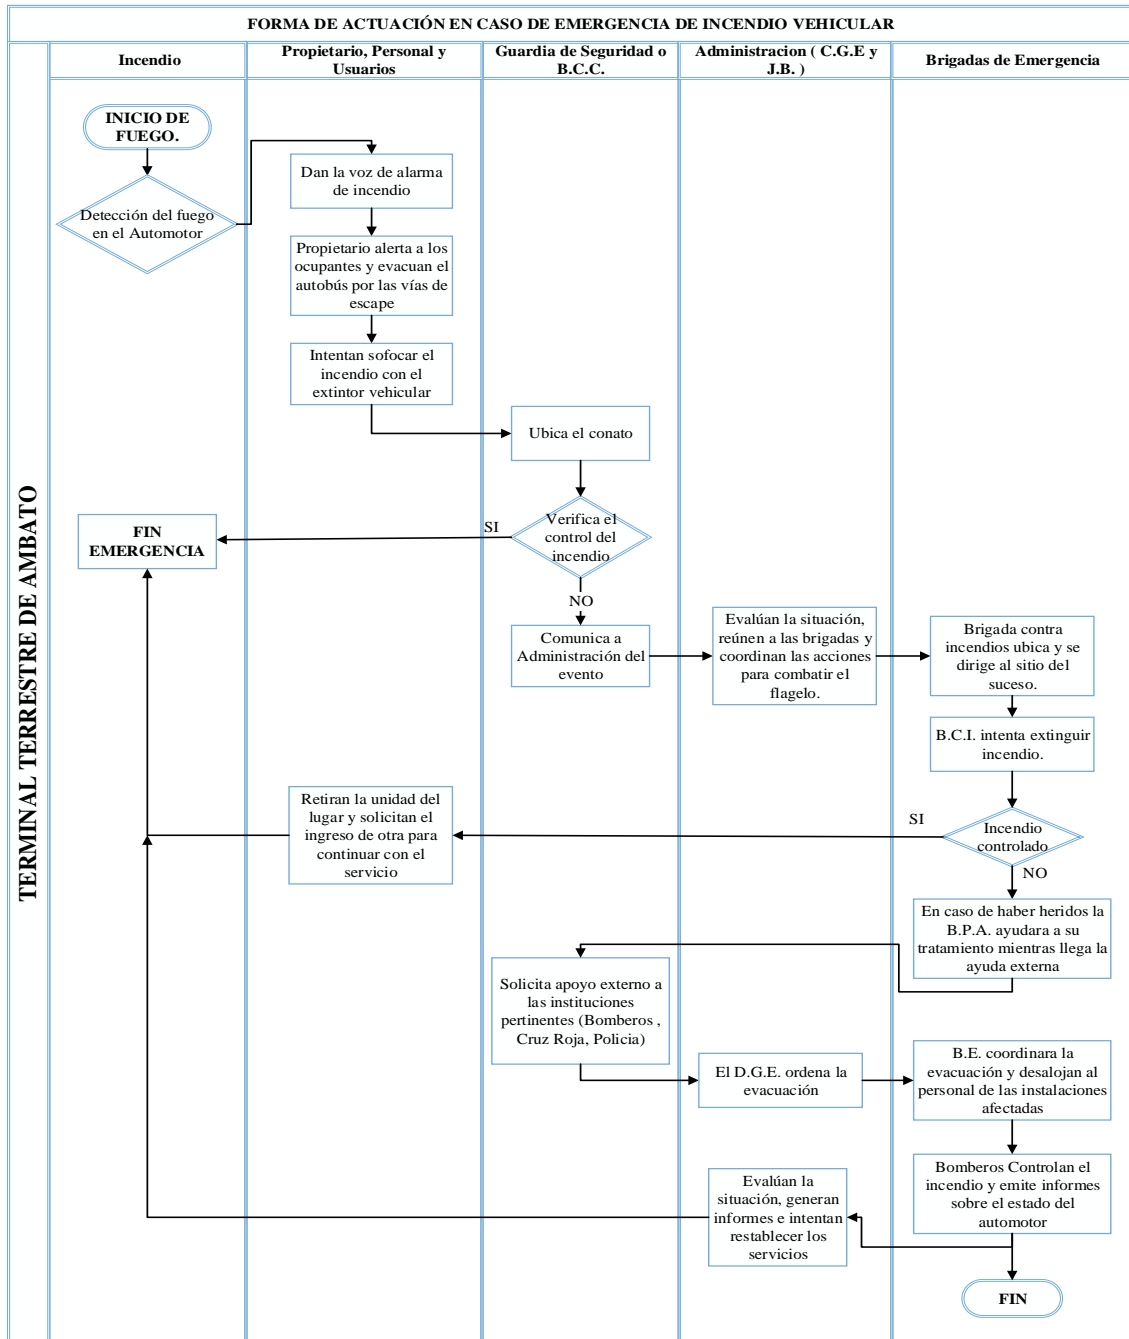 FORMA DE ACTUACIÓN EN CASO DE EMERGENCIA DE INCENDIO VEHICULAR
TERMINAL TERRESTRE DE AMBATO
Incendio
Propietario, Personal y
Usuarios
Guardia de Seguridad o
B.C.C.
Administracion ( C.G.E y
J.B. )
Brigadas de Emergencia
INICIO DE
FUEGO.
Detección del fuego
en el Automotor
Dan la voz de alarma
de incendio
Propietario alerta a los
ocupantes y evacuan el
autobús por las vías de
escape
Intentan sofocar el
incendio con el
extintor vehicular
Ubica el conato
Verifica el
control del
incendio
SI
FIN
EMERGENCIA
NO
Comunica a
Administración del
evento
Evalúan la situación,
reúnen a las brigadas y
coordinan las acciones
para combatir el
flagelo.
Brigada contra
incendios ubica y se
dirige al sitio del
suceso.
B.C.I. intenta extinguir
incendio.
Incendio
controlado
SI
Retiran la unidad del
lugar y solicitan el
ingreso de otra para
continuar con el
servicio
NO
En caso de haber heridos la
B.P.A. ayudara a su
tratamiento mientras llega la
ayuda externa
Solicita apoyo externo a
las instituciones
pertinentes (Bomberos ,
Cruz Roja, Policia)
El D.G.E. ordena la
evacuación
B.E. coordinara la
evacuación y desalojan al
personal de las instalaciones
afectadas
Bomberos Controlan el
incendio y emite informes
sobre el estado del
automotor
Evalúan la
situación, generan
informes e intentan
restablecer los
servicios
FIN